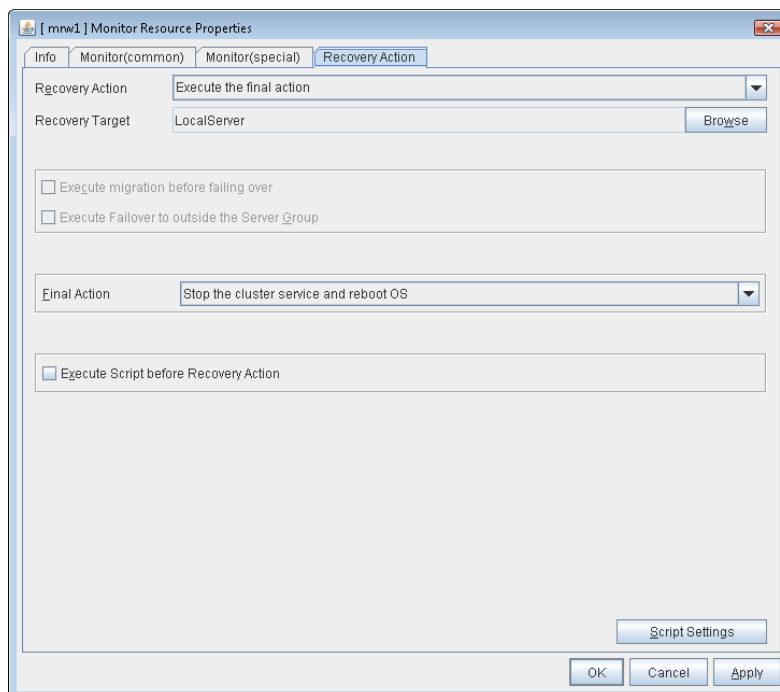 [ mrw1 ] Monitor Resource Properties
Info Monitor(common) Monitor(special) Recovery Action
Recovery Action Execute the final action
Recovery Target LocalServer Browse
Execute migration before failing over
Execute Failover to outside the Server Group
Final Action Stop the cluster service and reboot OS
Execute Script before Recovery Action
Script Settings
OK Cancel Apply